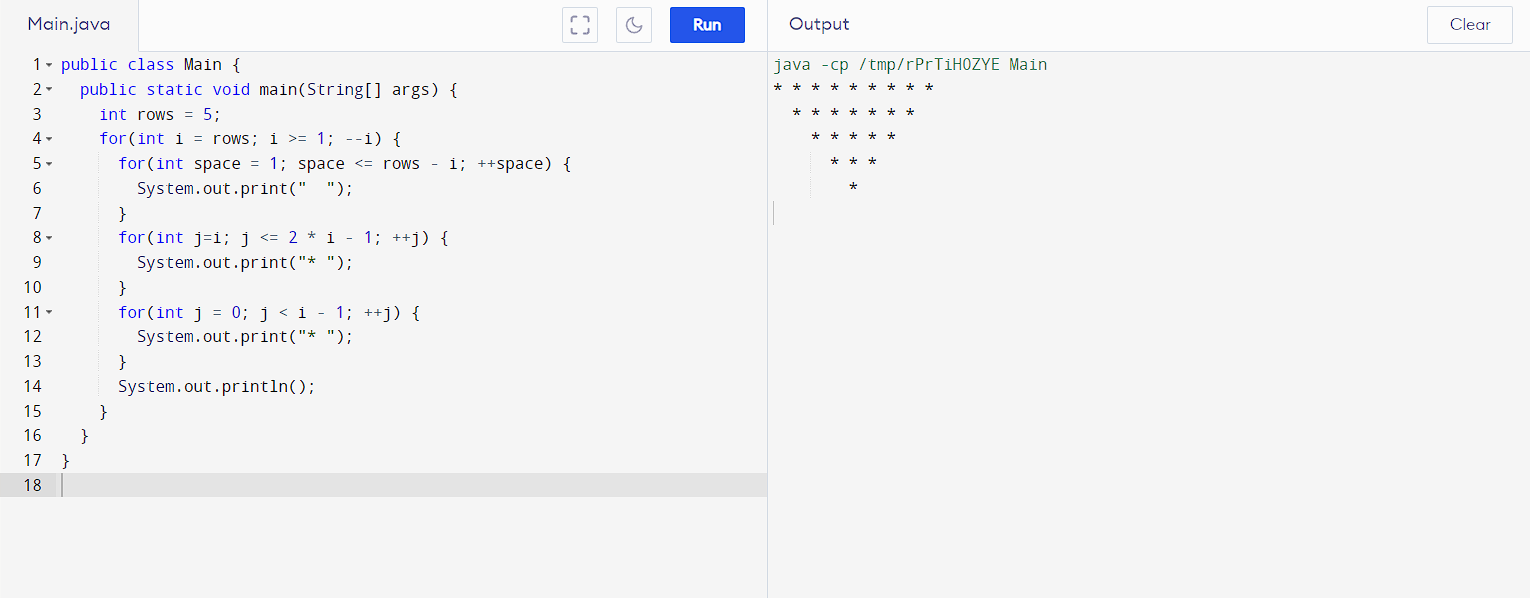 Main.java
Run
Output
Clear
1 public class Main {
2   public static void main(String[] args) {
3     int rows = 5;
4     for(int i = rows; i >= 1; --i) {
5       for(int space = 1; space <= rows - i; ++space) {
6         System.out.print("  ");
7       }
8       for(int j=i; j <= 2 * i - 1; ++j) {
9         System.out.print("* ");
10       }
11       for(int j = 0; j < i - 1; ++j) {
12         System.out.print("* ");
13       }
14       System.out.println();
15     }
16   }
17 }
18
java -cp /tmp/rPrTiHOZYE Main
* * * * * * * * *
  * * * * * * *
    * * * * *
      * * *
        *